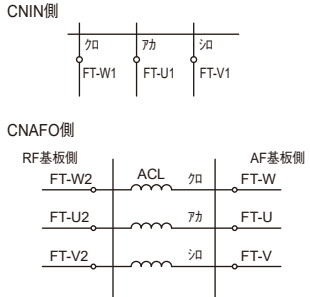 CNIN側
クロ アカ シロ
FT-W1 FT-U1 FT-V1
CNAFO側
RF基板側 AF基板側
FT-W2 ACL クロ FT-W
FT-U2 アカ FT-U
FT-V2 シロ FT-V